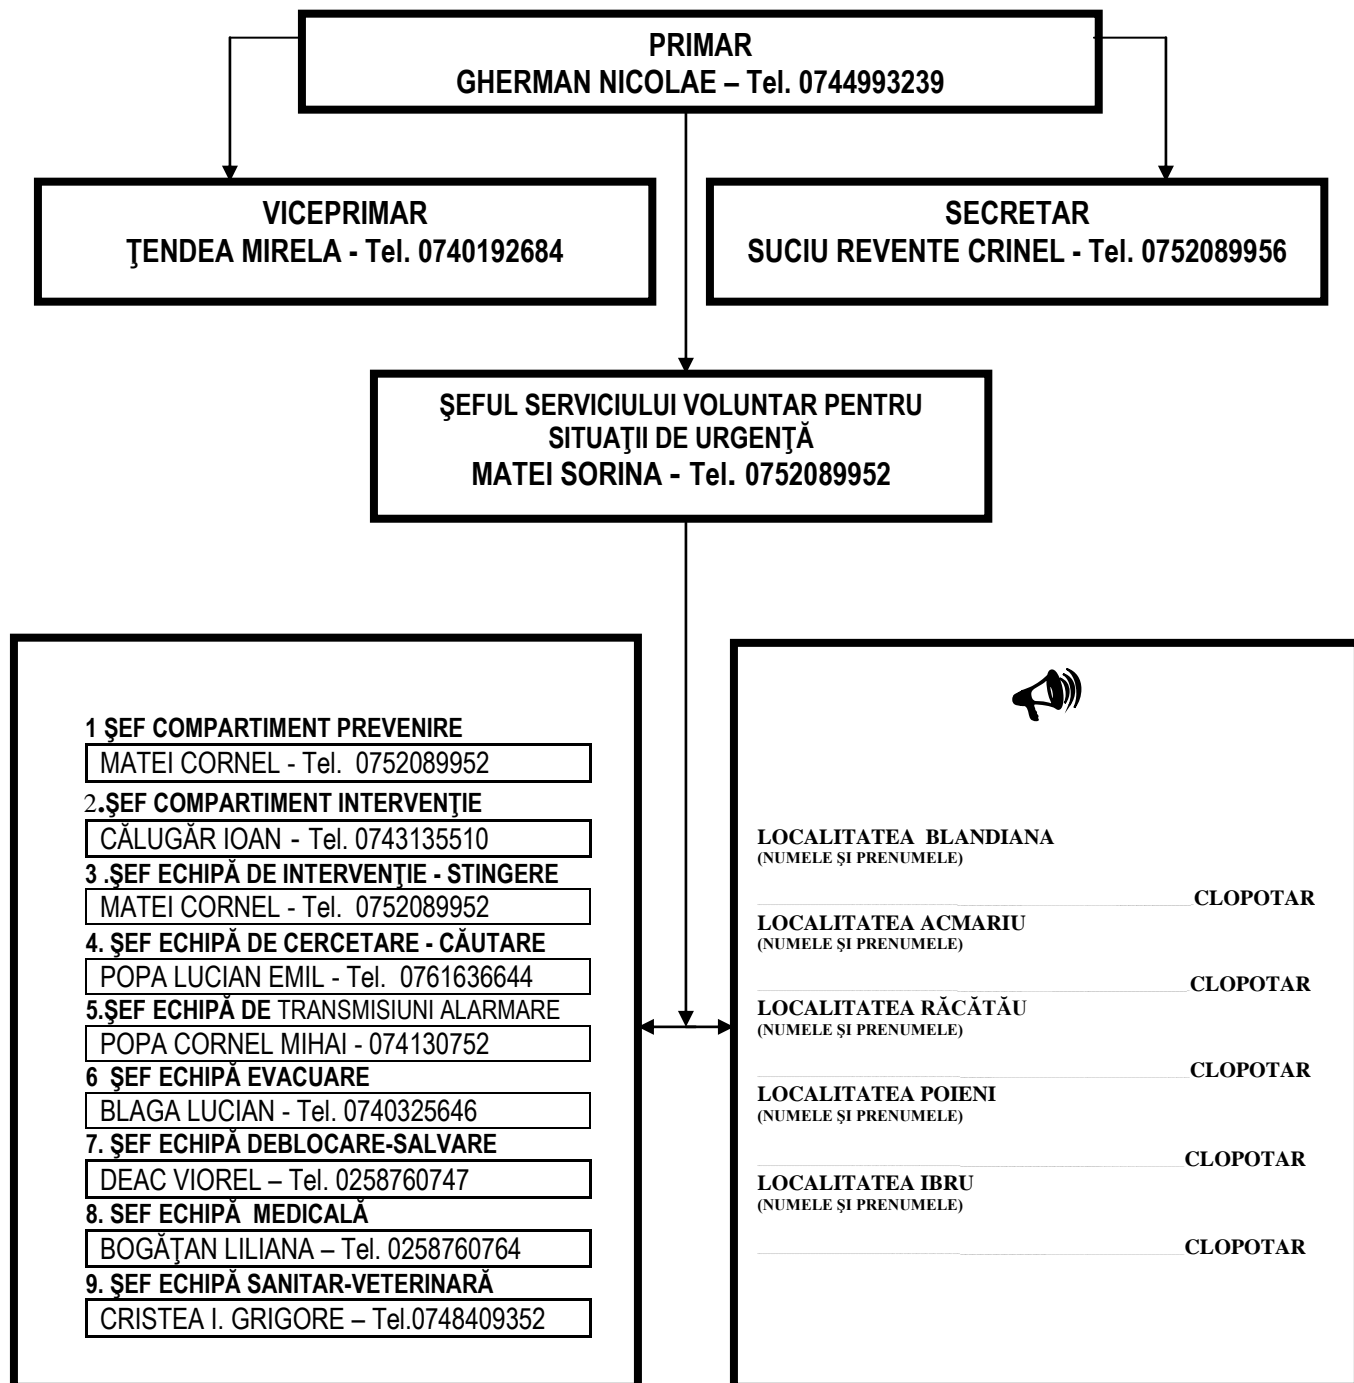 PRIMAR
GHERMAN NICOLAE – Tel. 0744993239
VICEPRIMAR
ŢENDEA MIRELA - Tel. 0740192684
SECRETAR
SUCIU REVENTE CRINEL - Tel. 0752089956
ŞEFUL SERVICIULUI VOLUNTAR PENTRU
SITUAŢII DE URGENŢĂ
MATEI SORINA - Tel. 0752089952
1 ŞEF COMPARTIMENT PREVENIRE
MATEI CORNEL - Tel.  0752089952
2.ŞEF COMPARTIMENT INTERVENŢIE
CĂLUGĂR IOAN - Tel. 0743135510
3 .ŞEF ECHIPĂ DE INTERVENŢIE - STINGERE
MATEI CORNEL - Tel.  0752089952
4. ŞEF ECHIPĂ DE CERCETARE - CĂUTARE
POPA LUCIAN EMIL - Tel.  0761636644
5.ŞEF ECHIPĂ DE TRANSMISIUNI ALARMARE
POPA CORNEL MIHAI - 074130752
6  ŞEF ECHIPĂ EVACUARE
BLAGA LUCIAN - Tel. 0740325646
7. ŞEF ECHIPĂ DEBLOCARE-SALVARE
DEAC VIOREL – Tel. 0258760747
8. SEF ECHIPĂ  MEDICALĂ
BOGĂŢAN LILIANA – Tel. 0258760764
9. ŞEF ECHIPĂ SANITAR-VETERINARĂ
CRISTEA I. GRIGORE – Tel.0748409352
LOCALITATEA  BLANDIANA
(NUMELE ŞI PRENUMELE)
CLOPOTAR
LOCALITATEA ACMARIU
(NUMELE ŞI PRENUMELE)
CLOPOTAR
LOCALITATEA RĂCĂTĂU
(NUMELE ŞI PRENUMELE)
CLOPOTAR
LOCALITATEA POIENI
(NUMELE ŞI PRENUMELE)
CLOPOTAR
LOCALITATEA IBRU
(NUMELE ŞI PRENUMELE)
CLOPOTAR